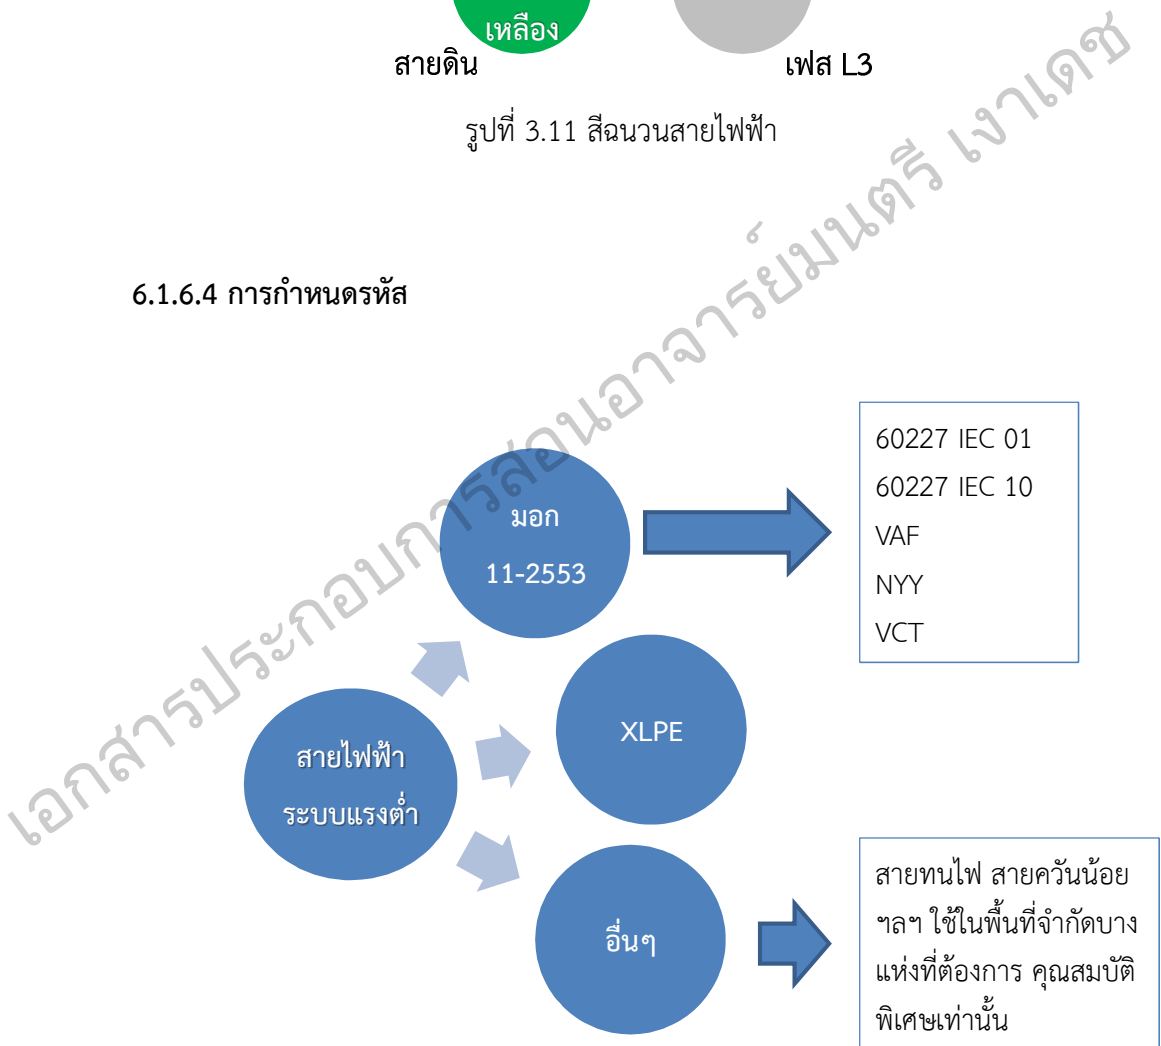 เหลือง
สายดิน
เฟส L3
รูปที่ 3.11 สีฉนวนสายไฟฟ้า
6.1.6.4 การกำหนดรหัส
มอก
11-2553
60227 IEC 01
60227 IEC 10
VAF
NYY
VCT
XLPE
สายไฟฟ้า
ระบบแรงต่ำ
อื่นๆ
สายทนไฟ สายควันน้อย
ฯลฯ ใช้ในพื้นที่จำกัดบาง
แห่งที่ต้องการ คุณสมบัติ
พิเศษเท่านั้น
เอกสารประกอบการสอนอาจารย์มนตรี เงาเดช